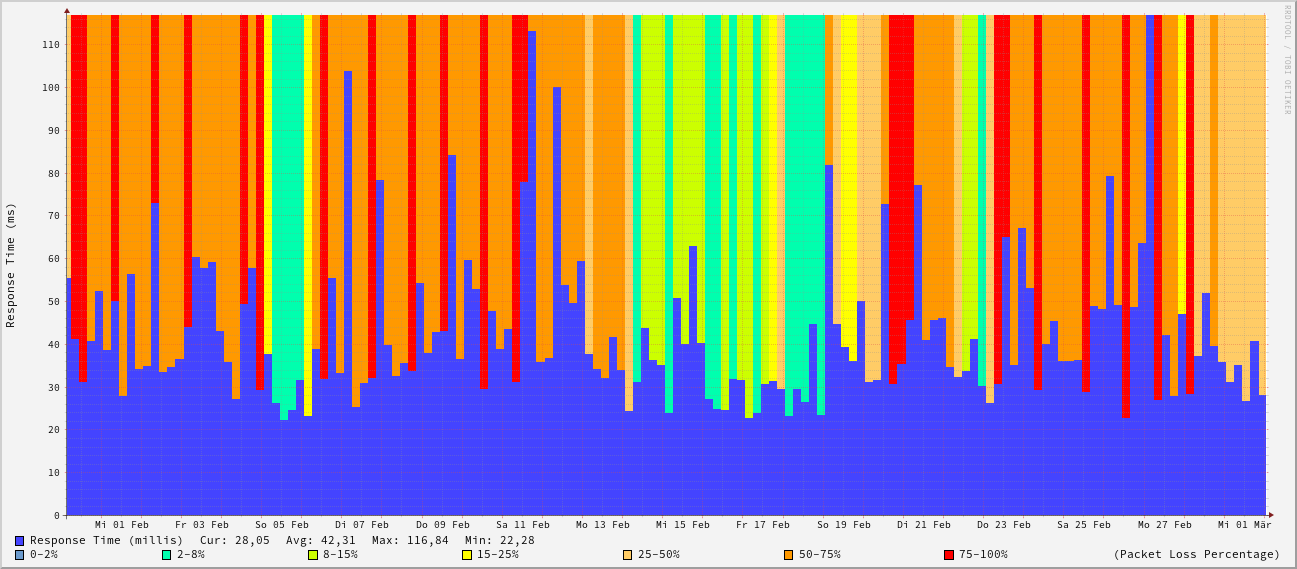 RRDTOOL / TOBI OETIKER
Response Time (ms)
110
100
90
80
70
60
50
40
30
20
10
0
Mi 01 Feb Fr 03 Feb So 05 Feb Di 07 Feb Do 09 Feb Sa 11 Feb Mo 13 Feb Mi 15 Feb Fr 17 Feb So 19 Feb Di 21 Feb Do 23 Feb Sa 25 Feb Mo 27 Feb Mi 01 Mär
Response Time (millis) Cur: 28,05 Avg: 42,31 Max: 116,84 Min: 22,28
0-2% 2-8% 8-15% 15-25% 25-50% 50-75% 75-100% (Packet Loss Percentage)